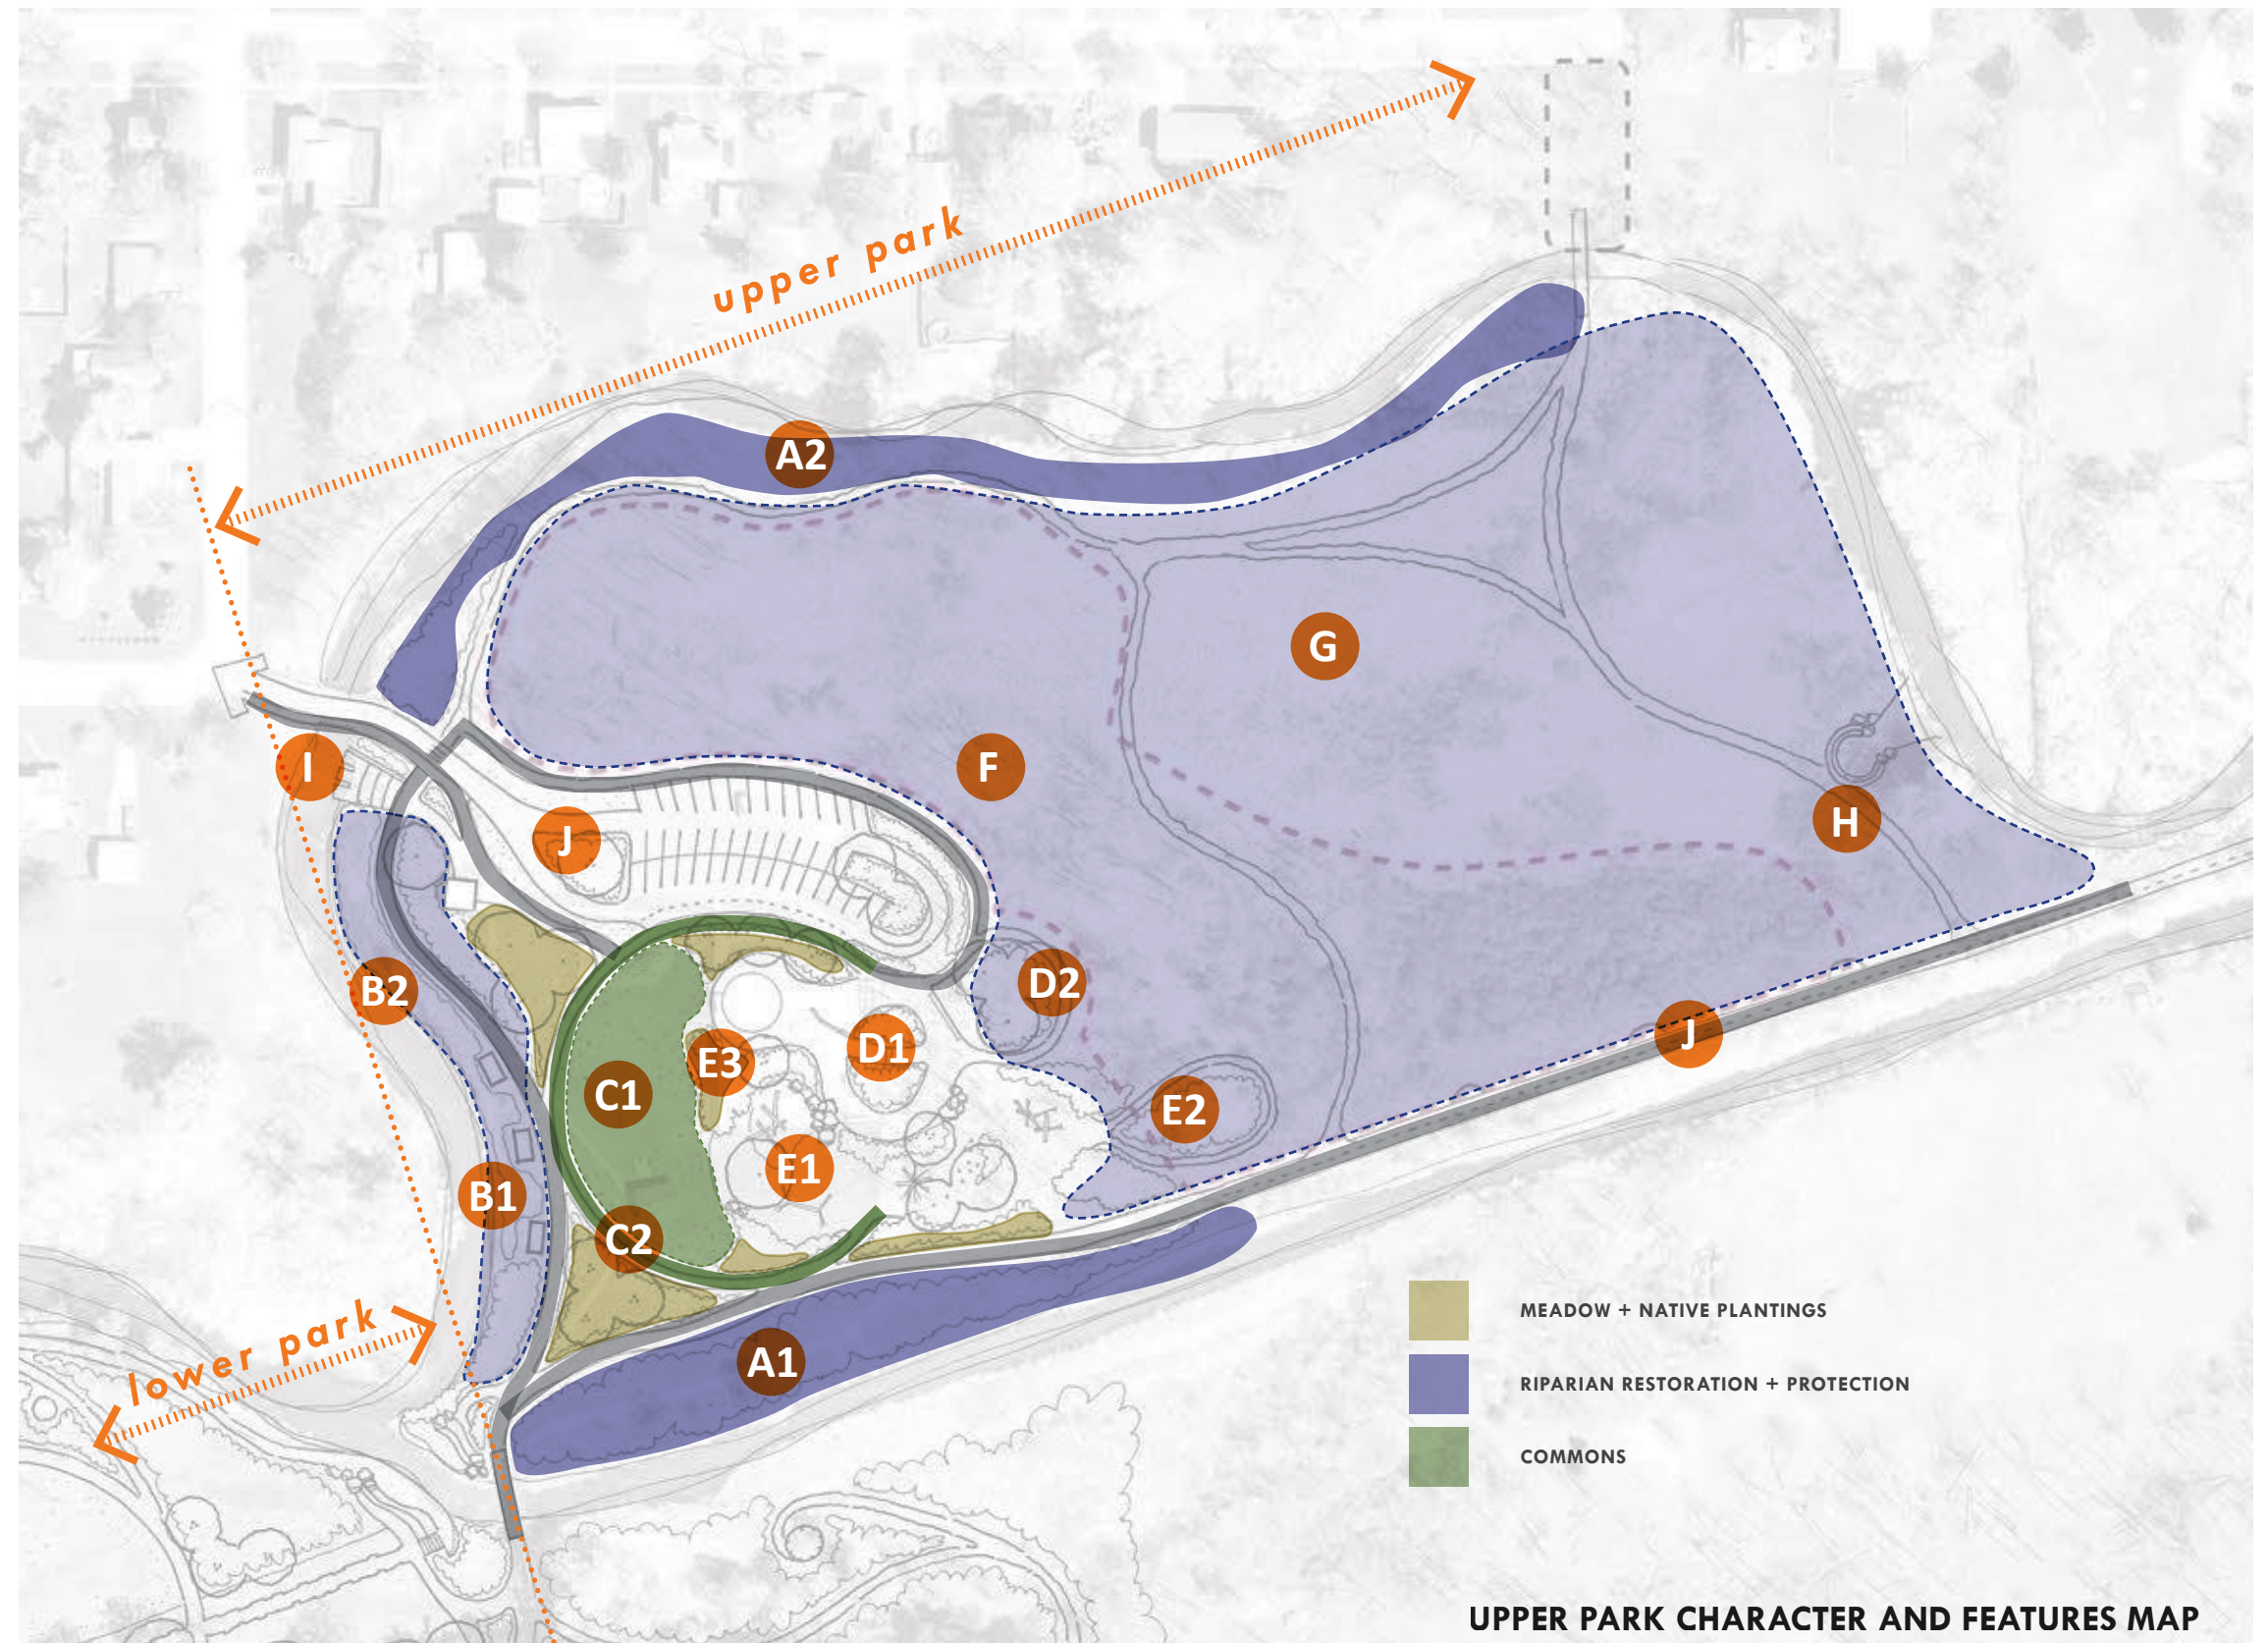 upper park
A2
G
I
F
J
H
B2
D2
J
D1
E3
C1
E2
E1
B1
C2
lower park
A1
MEADOW + NATIVE PLANTINGS
RIPARIAN RESTORATION + PROTECTION
COMMONS
UPPER PARK CHARACTER AND FEATURES MAP